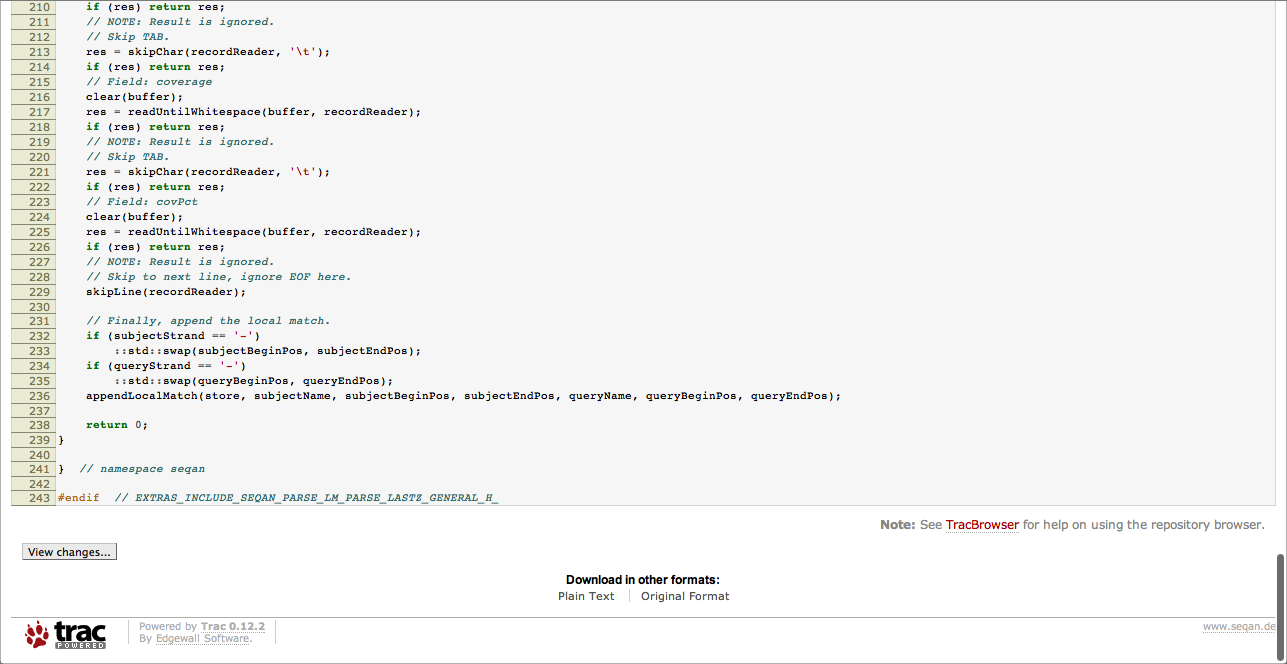 210     if (res) return res;
211     // NOTE: Result is ignored.
212     // Skip TAB.
213     res = skipChar(recordReader, '\t');
214     if (res) return res;
215     // Field: coverage
216     clear(buffer);
217     res = readUntilWhitespace(buffer, recordReader);
218     if (res) return res;
219     // NOTE: Result is ignored.
220     // Skip TAB.
221     res = skipChar(recordReader, '\t');
222     if (res) return res;
223     // Field: covPct
224     clear(buffer);
225     res = readUntilWhitespace(buffer, recordReader);
226     if (res) return res;
227     // NOTE: Result is ignored.
228     // Skip to next line, ignore EOF here.
229     skipLine(recordReader);
230
231     // Finally, append the local match.
232     if (subjectStrand == '-')
233         ::std::swap(subjectBeginPos, subjectEndPos);
234     if (queryStrand == '-')
235         ::std::swap(queryBeginPos, queryEndPos);
236     appendLocalMatch(store, subjectName, subjectBeginPos, subjectEndPos, queryName, queryBeginPos, queryEndPos);
237
238     return 0;
239 }
240
241 }  // namespace seqan
242
243 #endif  // EXTRAS_INCLUDE_SEQAN_PARSE_LM_PARSE_LASTZ_GENERAL_H_
Note: See TracBrowser for help on using the repository browser.
View changes...
Download in other formats:
Plain Text Original Format
trac POWERED
Powered by Trac 0.12.2
By Edgewall Software.
www.seqan.de